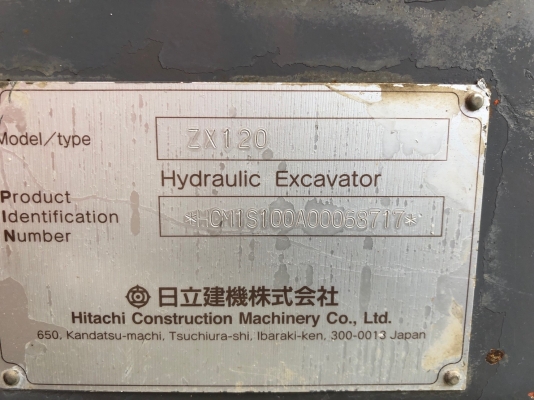 Model/type ZX120
Hydraulic Excavator
Product
Identification *HCM1S100A00068717*
Number
日立建機株式会社
Hitachi Construction Machinery Co., Ltd.
650, Kandatsu-machi, Tsuchiura-shi, Ibaraki-ken, 300-0013 Japan